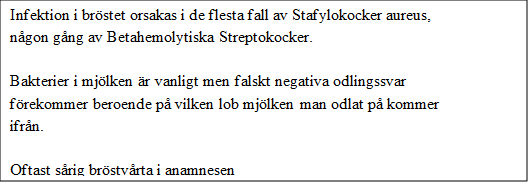 Infektion i bröstet orsakas i de flesta fall av Stafylokocker aureus,
någon gång av Betahemolytiska Streptokocker.
Bakterier i mjölken är vanligt men falskt negativa odlingssvar
förekommer beroende på vilken lob mjölken man odlat på kommer
ifrån.
Oftast sårig bröstvårta i anamnesen